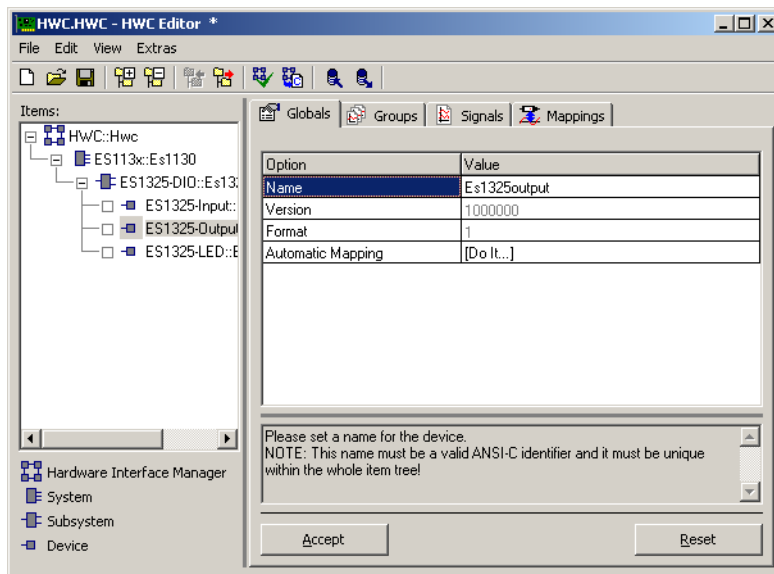 HWC.HWC - HWC Editor *
File Edit View Extras
Items:
HWC::Hwc
ES113x::Es1130
ES1325-DIO::Es13
ES1325-Input::
ES1325-Output
ES1325-LED::E
Hardware Interface Manager
System
Subsystem
Device
Globals Groups Signals Mappings
Option Value
Name Es1325output
Version 1000000
Format 1
Automatic Mapping [Do It...]
Please set a name for the device.
NOTE: This name must be a valid ANSI-C identifier and it must be unique
within the whole item tree!
Accept Reset